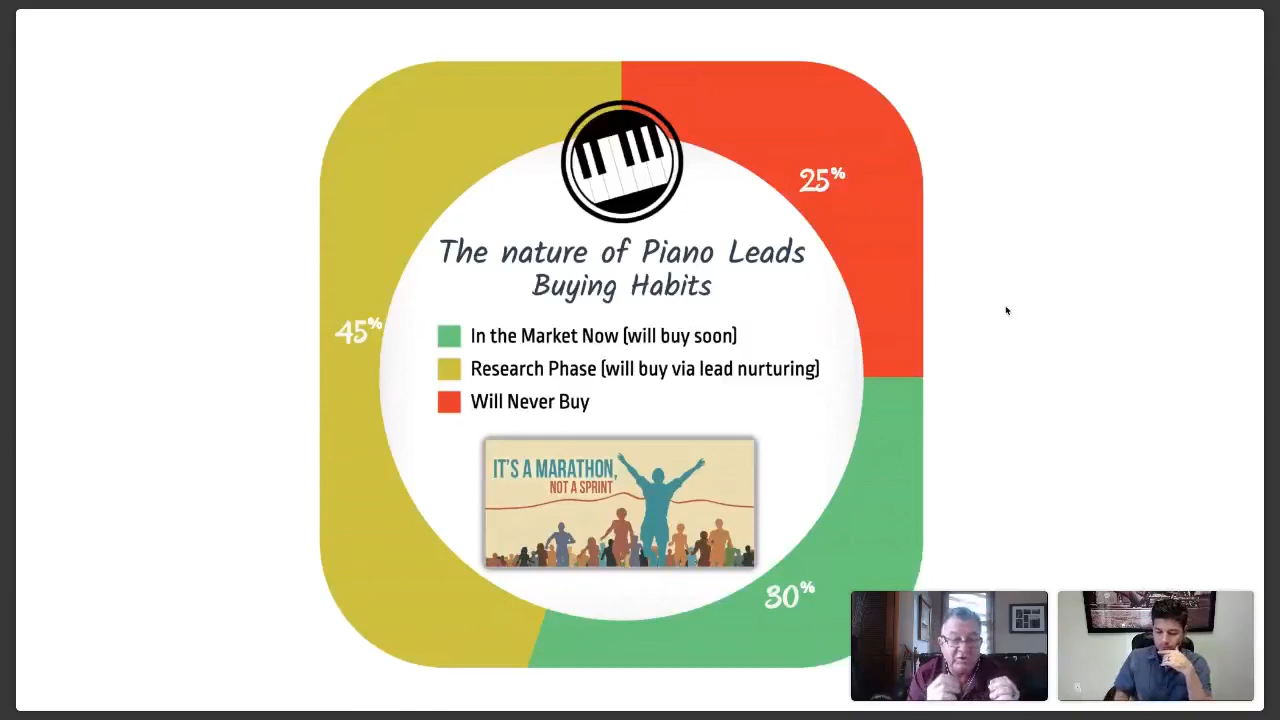 25%
The nature of Piano Leads
Buying Habits
In the Market Now (will buy soon)
45%
Research Phase (will buy via lead nurturing)
Will Never Buy
IT'S A MARATHON,
NOT A SPRINT
30%